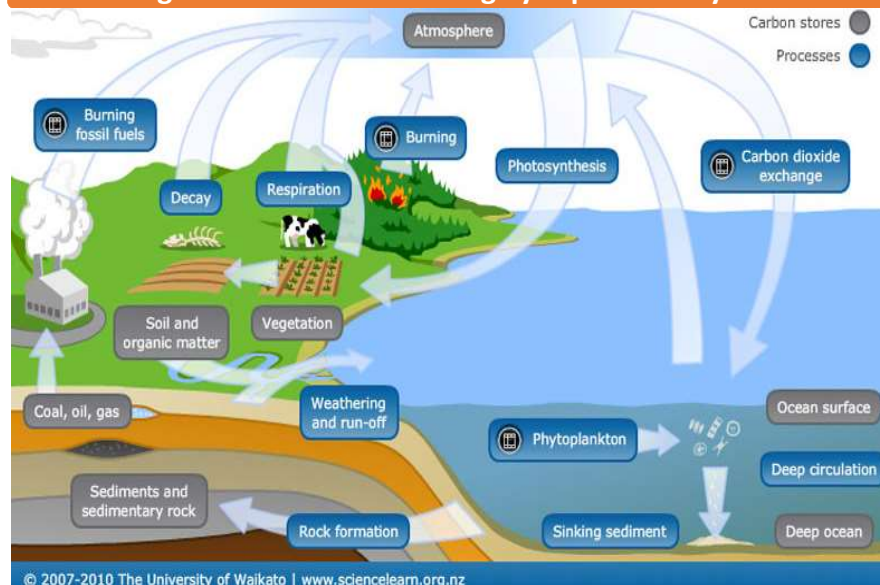 Atmosphere
Carbon stores
Processes
Burning
fossil fuels
Burning
Photosynthesis
Carbon dioxide
exchange
Decay
Respiration
Soil and
organic matter
Vegetation
Coal, oil, gas
Weathering
and run-off
Ocean surface
Phytoplankton
Deep circulation
Sediments and
sedimentary rock
Rock formation
Sinking sediment
Deep ocean
© 2007-2010 The University of Waikato | www.sciencelearn.org.nz